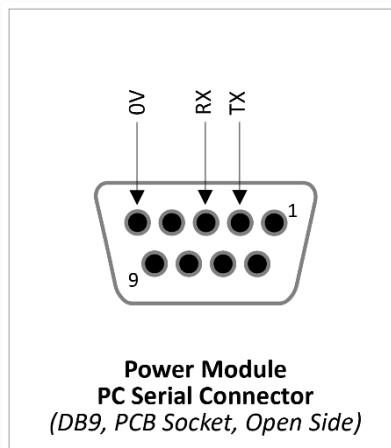 0V RX TX
1
9
Power Module
PC Serial Connector
(DB9, PCB Socket, Open Side)